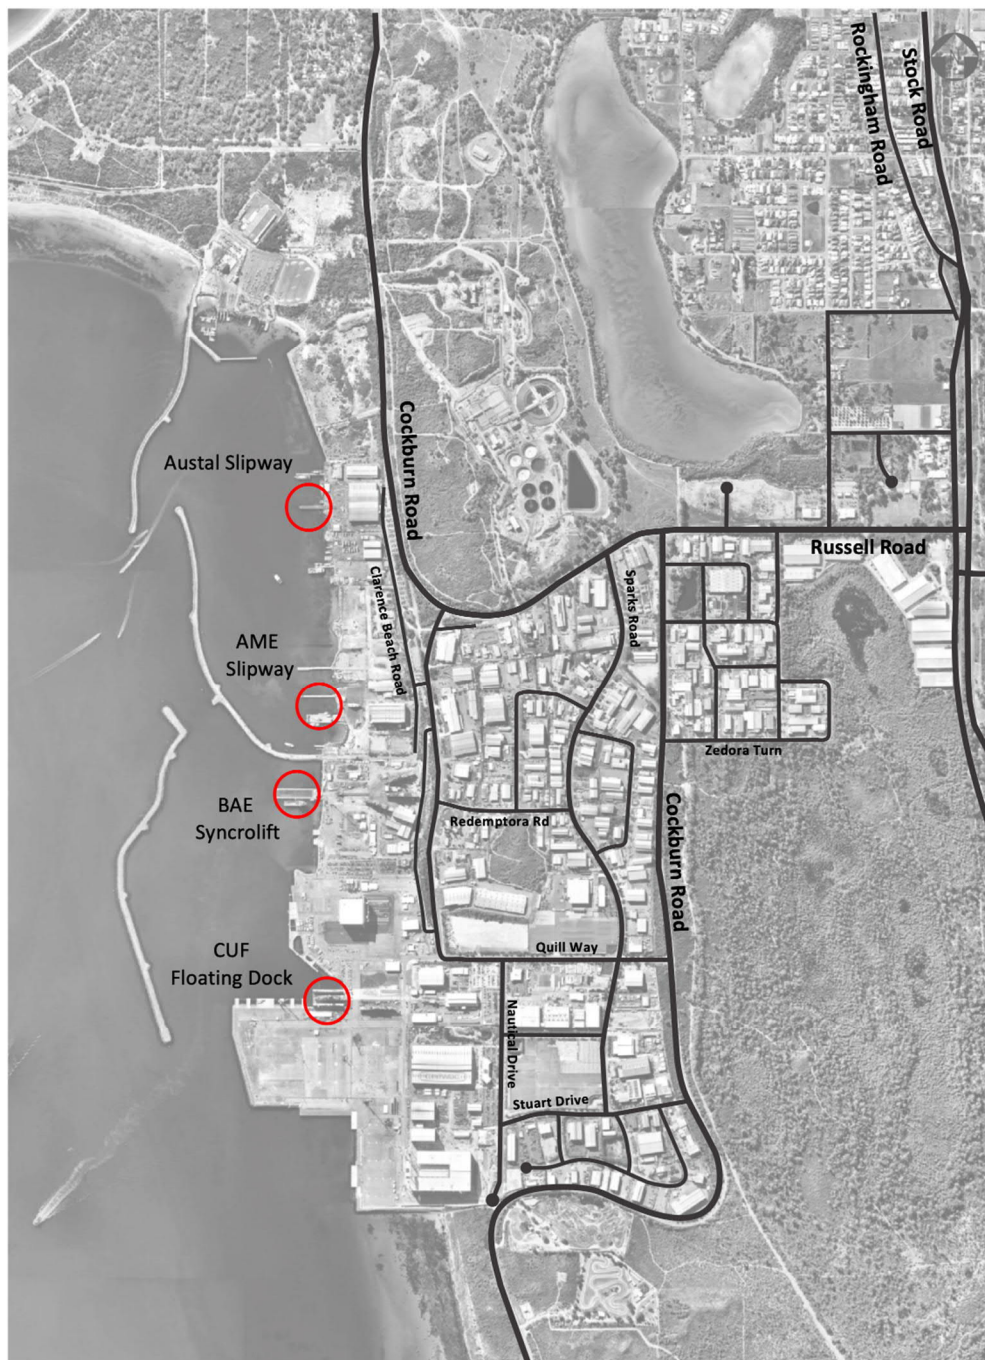 Rockingham Road
Stock Road
Cockburn Road
Austal Slipway
Russell Road
Clarence Beach Road
Sparks Road
AME
Slipway
Zedora Turn
BAE
Syncrolift
Redemptora Rd
Cockburn Road
CUF
Floating Dock
Quill Way
Nautical Drive
Stuart Drive